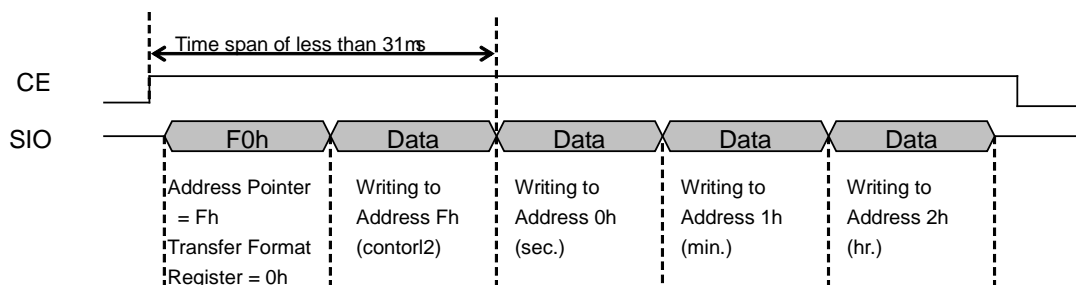 Time span of less than 31ms
CE
SIO
F0h
Data
Data
Data
Data
Address Pointer
= Fh
Transfer Format
Register = 0h
Writing to
Address Fh
(contorl2)
Writing to
Address 0h
(sec.)
Writing to
Address 1h
(min.)
Writing to
Address 2h
(hr.)